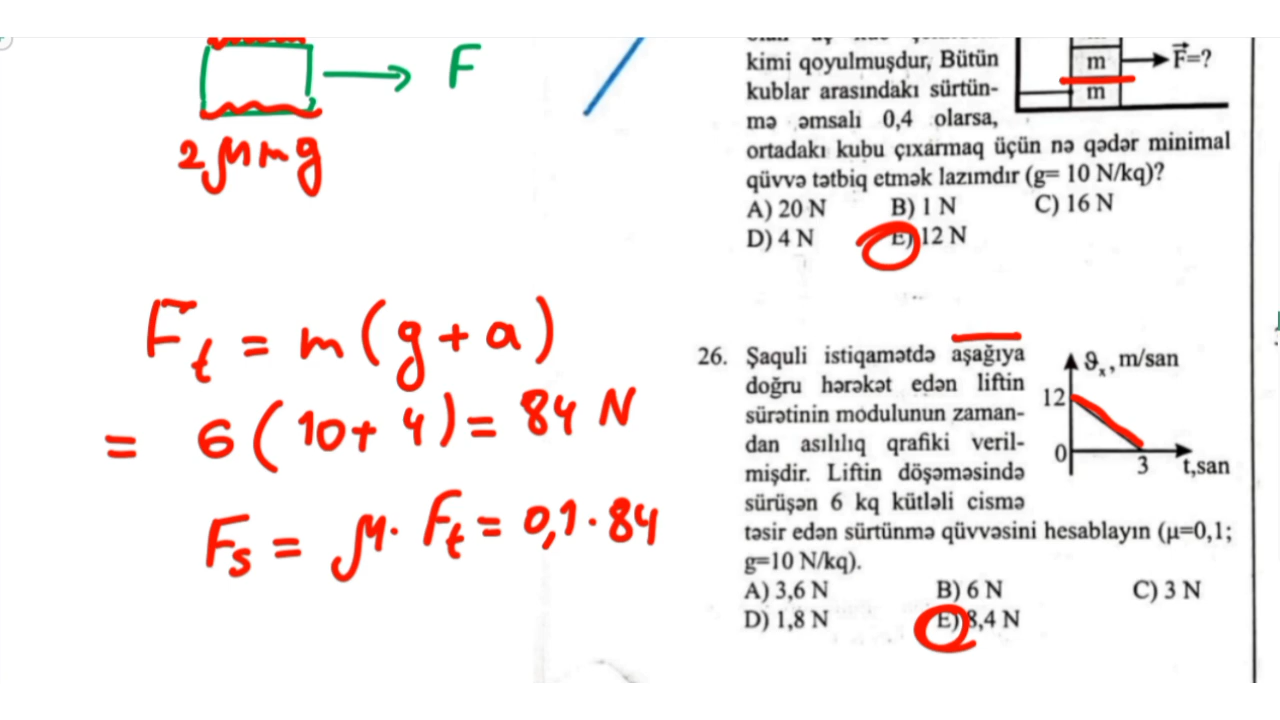 F
2μmg
F_t = m(g+a)
= 6(10+4)= 84 N
F_s = μ· F_t = 0,1·84
kimi qoyulmuşdur, Bütün
kublar arasındakı sürtün-
mə əmsalı 0,4 olarsa,
ortadakı kubu çıxarmaq üçün nə qədər minimal
qüvvə tətbiq etmək lazımdır (g= 10 N/kq)?
A) 20 N B) 1 N C) 16 N
D) 4 N E) 12 N
m F⃗=?
m
26. Şaquli istiqamətdə aşağıya
doğru hərəkət edən liftin
sürətinin modulunun zaman-
dan asılılıq qrafiki veril-
mişdir. Liftin döşəməsində
sürüşən 6 kq kütləli cismə
təsir edən sürtünmə qüvvəsini hesablayın (μ=0,1;
g=10 N/kq).
A) 3,6 N B) 6 N C) 3 N
D) 1,8 N E) 8,4 N
ϑₓ, m/san
12
0
3 t,san